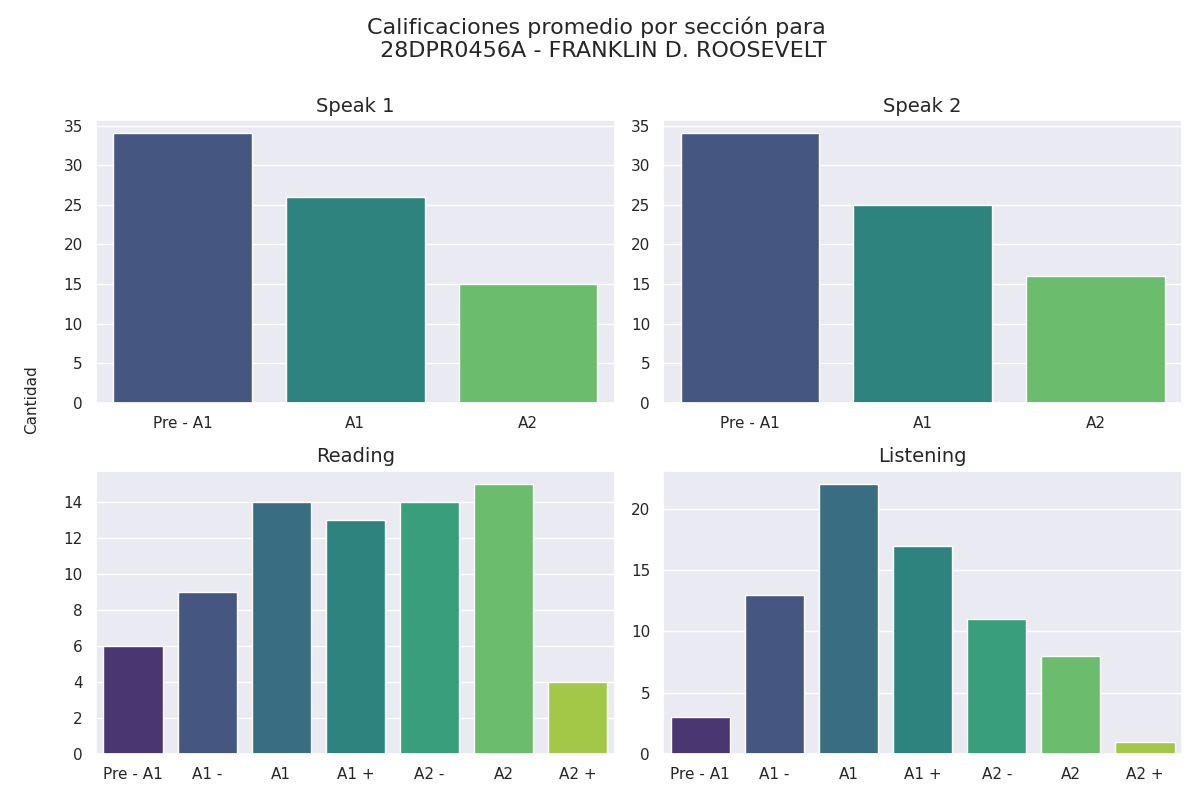 Calificaciones promedio por sección para
28DPR0456A - FRANKLIN D. ROOSEVELT
Cantidad
Speak 1
35
30
25
20
15
10
5
0
Pre - A1 A1 A2
Speak 2
35
30
25
20
15
10
5
0
Pre - A1 A1 A2
Reading
14
12
10
8
6
4
2
0
Pre - A1 A1 - A1 A1 + A2 - A2 A2 +
Listening
20
15
10
5
0
Pre - A1 A1 - A1 A1 + A2 - A2 A2 +